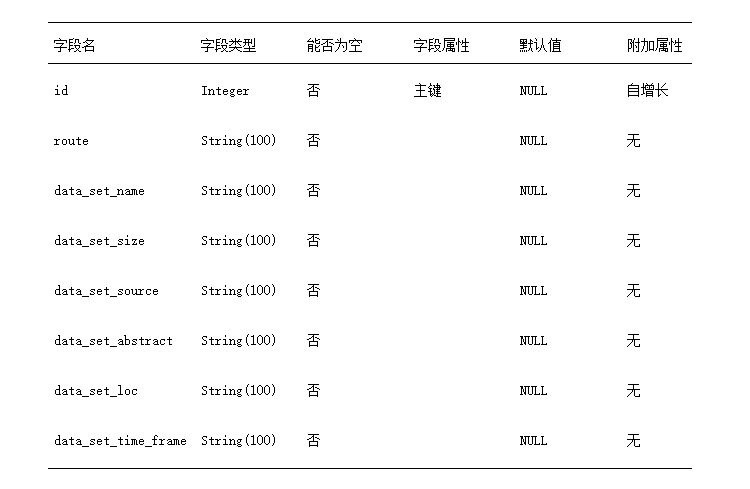 字段名 字段类型 能否为空 字段属性 默认值 附加属性
id Integer 否 主键 NULL 自增长
route String(100) 否 NULL 无
data_set_name String(100) 否 NULL 无
data_set_size String(100) 否 NULL 无
data_set_source String(100) 否 NULL 无
data_set_abstract String(100) 否 NULL 无
data_set_loc String(100) 否 NULL 无
data_set_time_frame String(100) 否 NULL 无